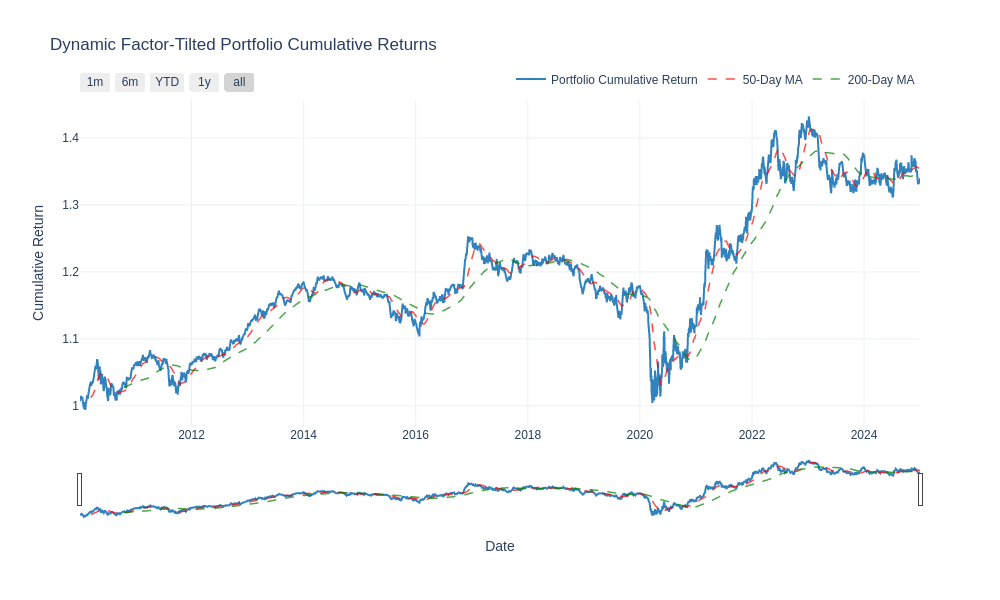 Dynamic Factor-Tilted Portfolio Cumulative Returns
1m 6m YTD 1y all
Portfolio Cumulative Return 50-Day MA 200-Day MA
Cumulative Return
1.4
1.3
1.2
1.1
1
2012 2014 2016 2018 2020 2022 2024
Date